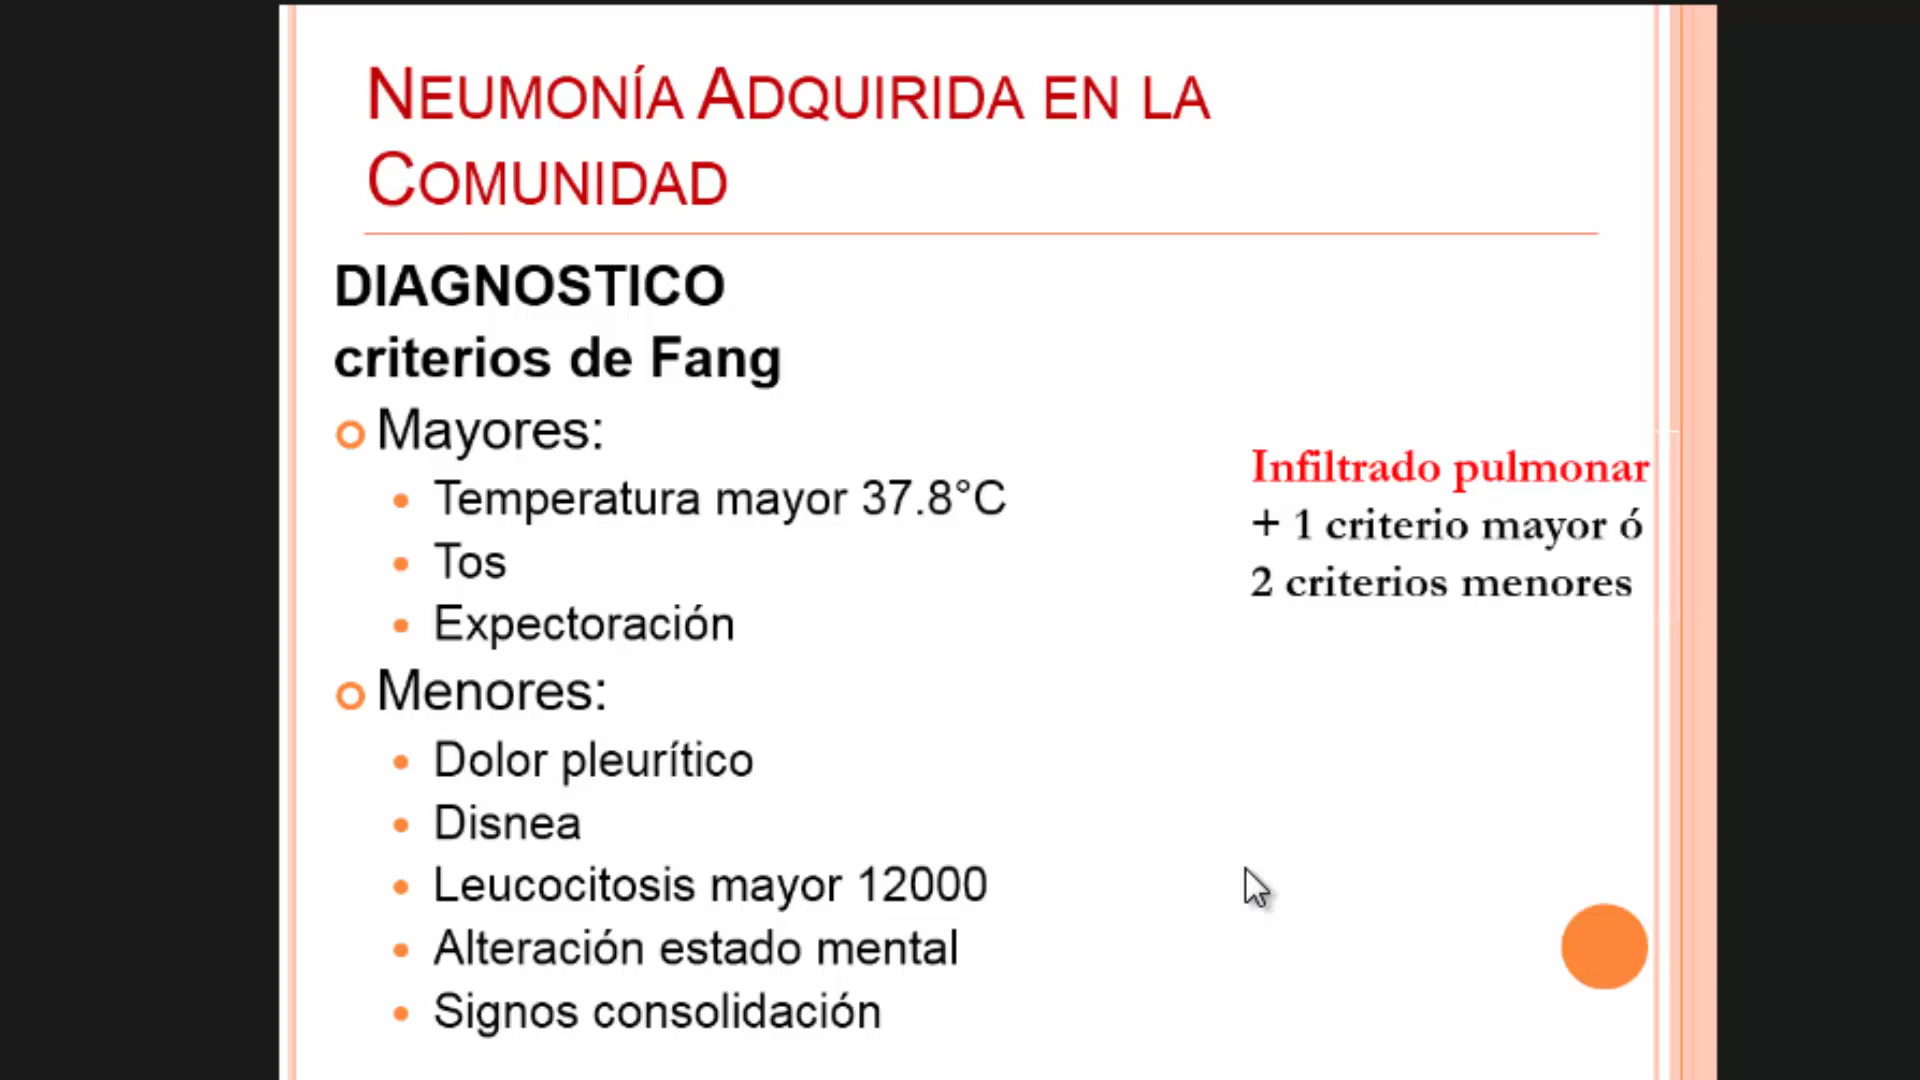 NEUMONÍA ADQUIRIDA EN LA
COMUNIDAD
DIAGNOSTICO
criterios de Fang
Mayores:
Temperatura mayor 37.8°C
Tos
Expectoración
Menores:
Dolor pleurítico
Disnea
Leucocitosis mayor 12000
Alteración estado mental
Signos consolidación
Infiltrado pulmonar
+ 1 criterio mayor ó
2 criterios menores